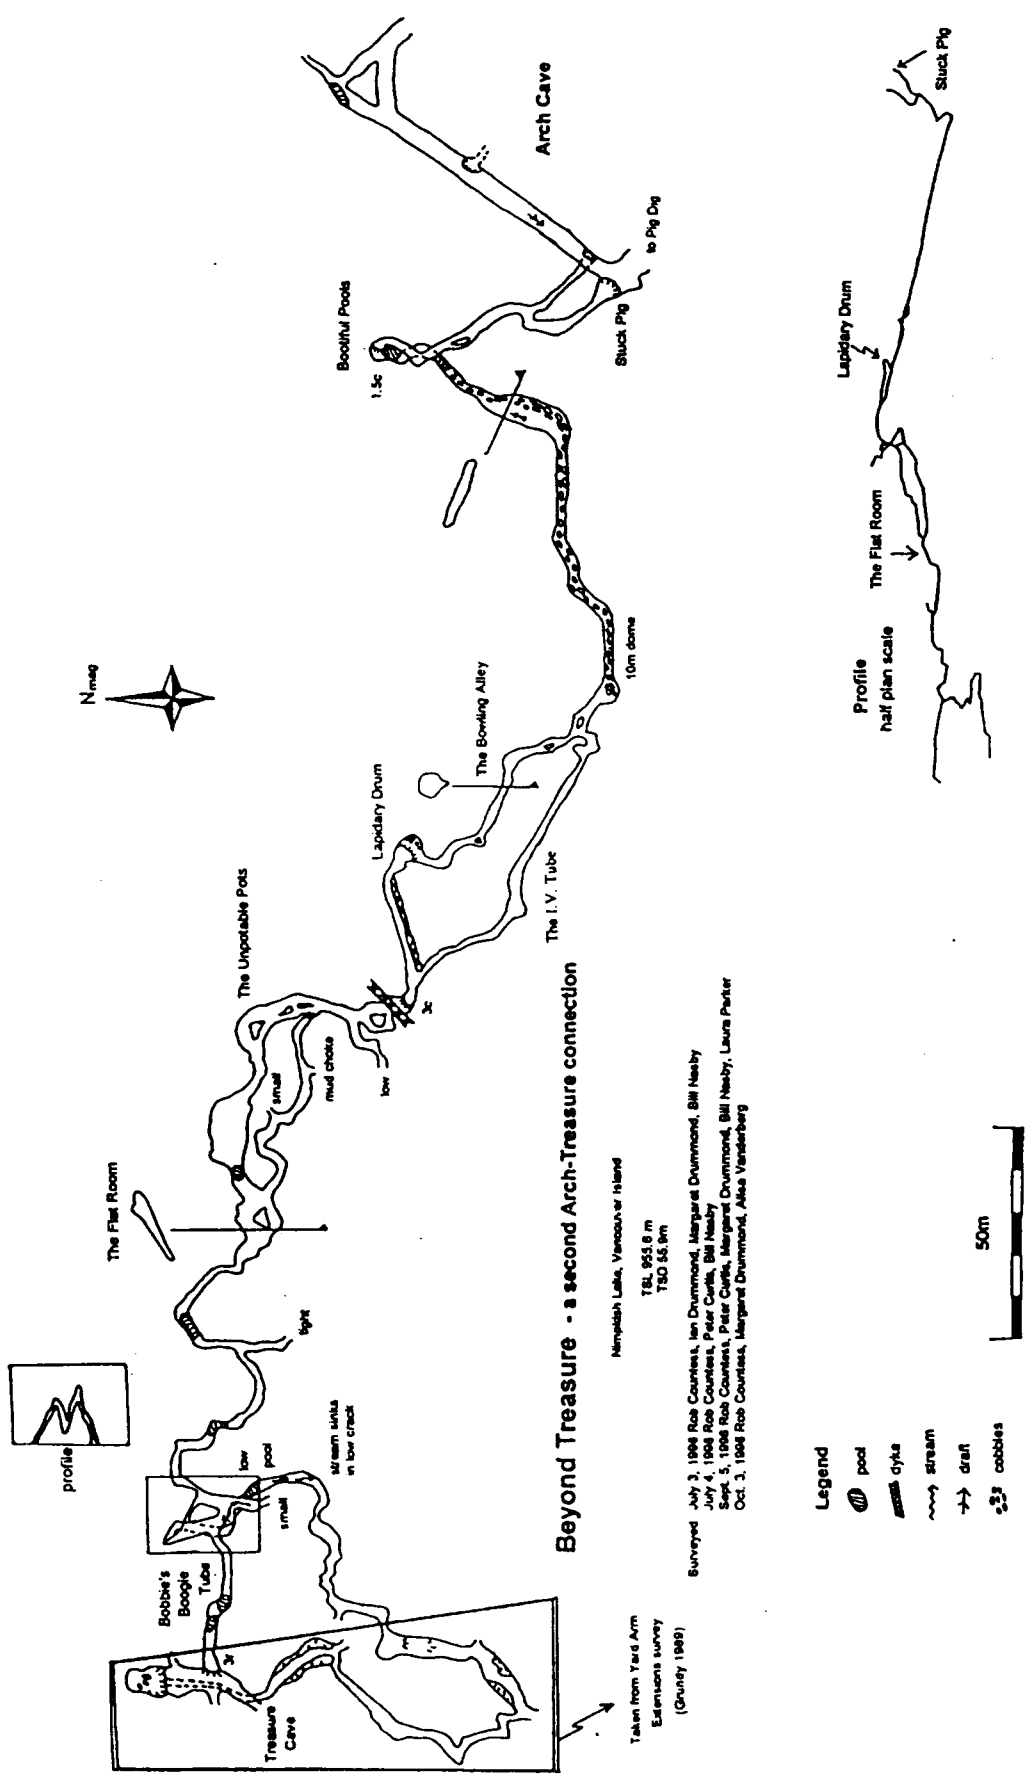 Beyond Treasure - a second Arch-Treasure connection
Nimpkish Lake, Vancouver Island
TSL 953.6 m
TSD 55.9m
Surveyed July 3, 1996 Rob Countess, Ian Drummond, Margaret Drummond, Bill Nasby
July 4, 1996 Rob Countess, Peter Curtis, Bill Nasby
Sept. 5, 1996 Rob Countess, Peter Curtis, Margaret Drummond, Bill Nasby, Laura Parker
Oct. 3, 1996 Rob Countess, Margaret Drummond, Ailsa Vanderberg
Treasure
Cave
3r
Bobbie's
Boogie
Tube
profile
low
pool
small
stream sinks
in low crack
tight
The Flat Room
small
mud choke
low
The Unpotable Pots
3c
Lapidary Drum
The I.V. Tube
The Bowling Alley
10m dome
Nmag
1.5c
Bootiful Pools
Stuck Pig
to Pig Dig
Arch Cave
Taken from Yard Arm
Extensions survey
(Grundy 1989)
Legend
pool
dyke
stream
draft
cobbles
50m
Profile
half plan scale
The Flat Room
Lapidary Drum
Stuck Pig